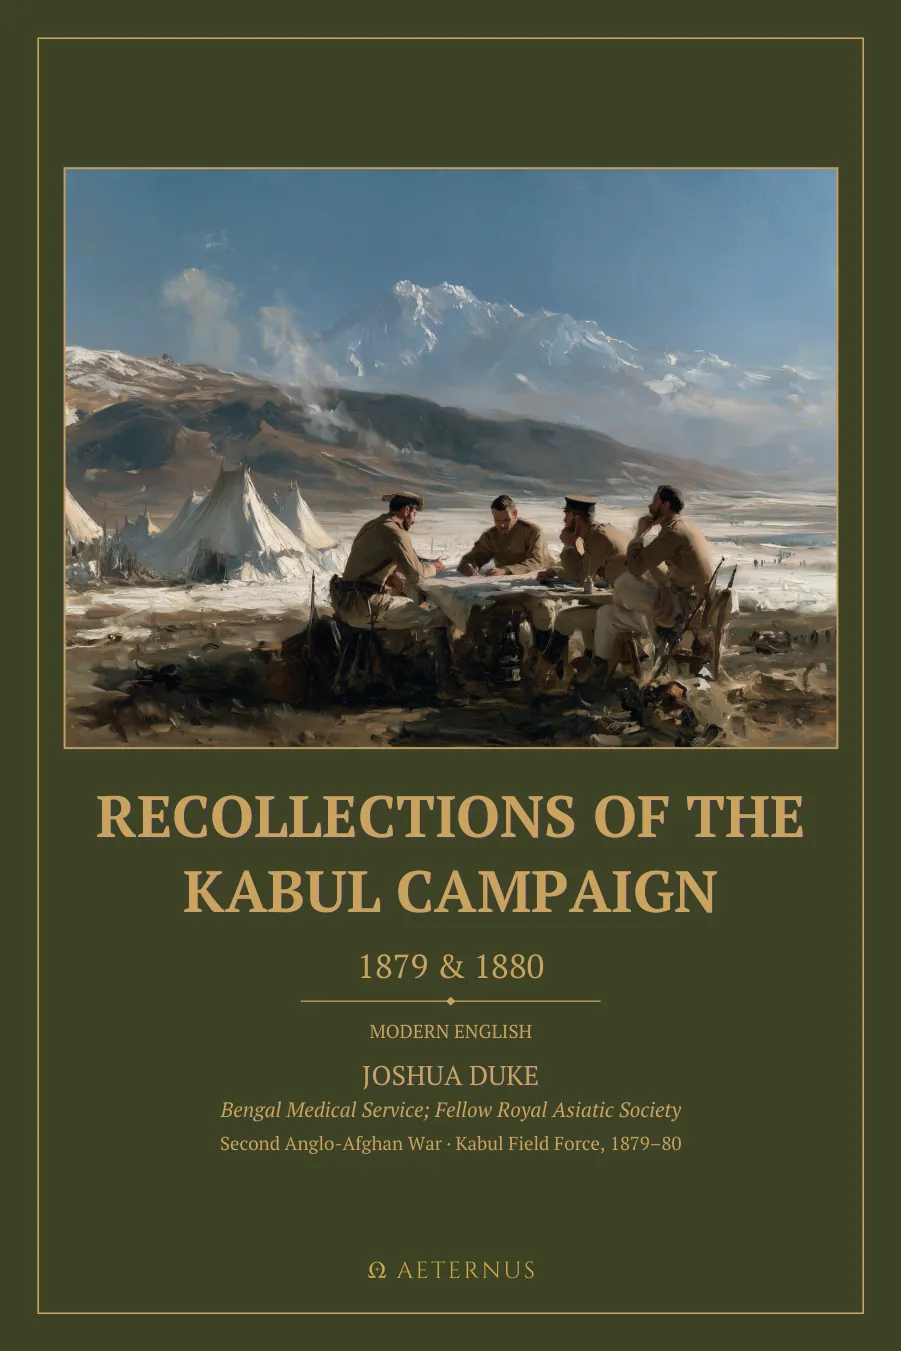 RECOLLECTIONS OF THE
KABUL CAMPAIGN
1879 & 1880
MODERN ENGLISH
JOSHUA DUKE
Bengal Medical Service; Fellow Royal Asiatic Society
Second Anglo-Afghan War · Kabul Field Force, 1879–80
AETERNUS